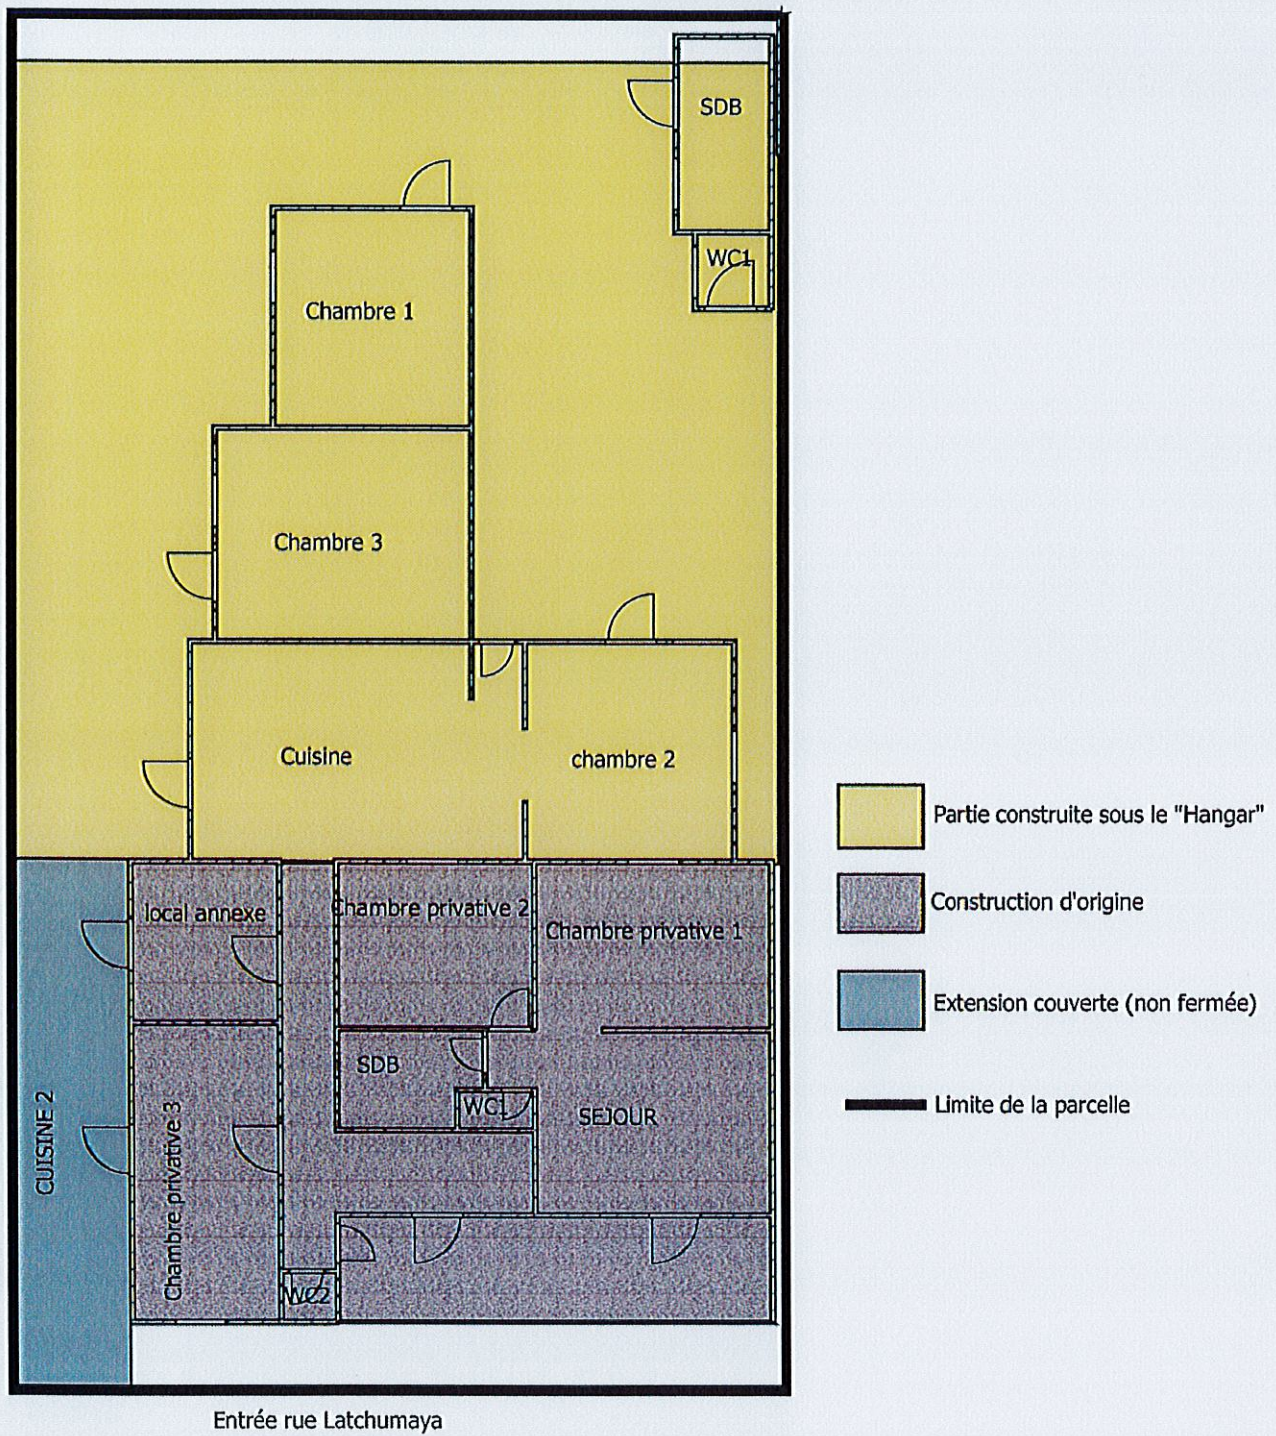 SDB
WC1
Chambre 1
Chambre 3
Cuisine
chambre 2
Partie construite sous le "Hangar"
local annexe
Chambre privative 2
Chambre privative 1
Construction d'origine
Extension couverte (non fermée)
SDB
WC1
SEJOUR
CUISINE 2
Chambre privative 3
Limite de la parcelle
WC2
Entrée rue Latchumaya